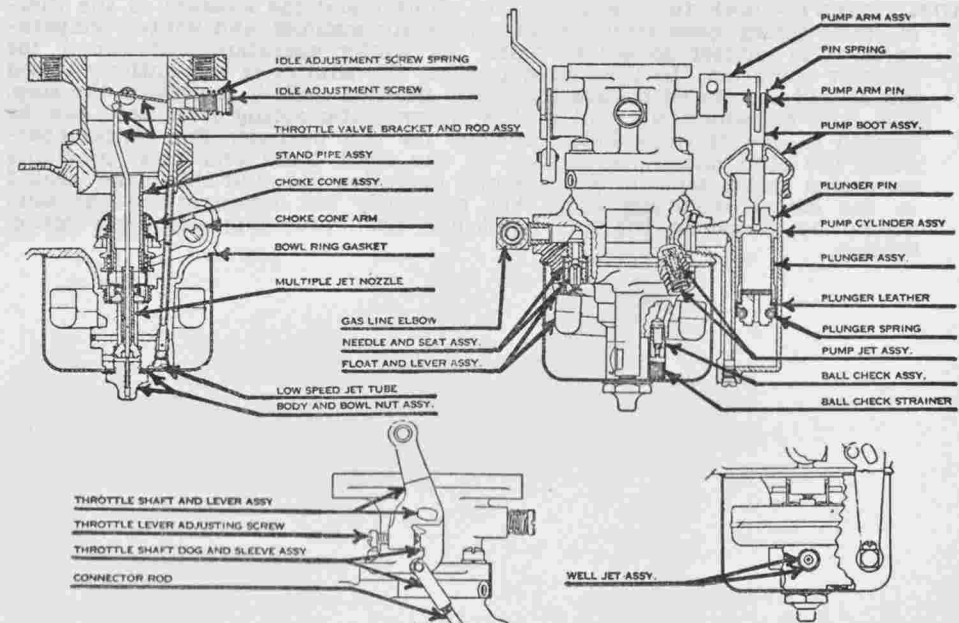 IDLE ADJUSTMENT SCREW SPRING
IDLE ADJUSTMENT SCREW
THROTTLE VALVE, BRACKET AND ROD ASSY
STAND PIPE ASSY
CHOKE CONE ASSY.
CHOKE CONE ARM
BOWL RING GASKET
MULTIPLE JET NOZZLE
GAS LINE ELBOW
NEEDLE AND SEAT ASSY.
FLOAT AND LEVER ASSY.
LOW SPEED JET TUBE
BODY AND BOWL NUT ASSY.
PUMP ARM ASSY
PIN SPRING
PUMP ARM PIN
PUMP BOOT ASSY.
PLUNGER PIN
PUMP CYLINDER ASSY
PLUNGER ASSY.
PLUNGER LEATHER
PLUNGER SPRING
PUMP JET ASSY.
BALL CHECK ASSY.
BALL CHECK STRAINER
THROTTLE SHAFT AND LEVER ASSY
THROTTLE LEVER ADJUSTING SCREW
THROTTLE SHAFT DOG AND SLEEVE ASSY
CONNECTOR ROD
WELL JET ASSY.